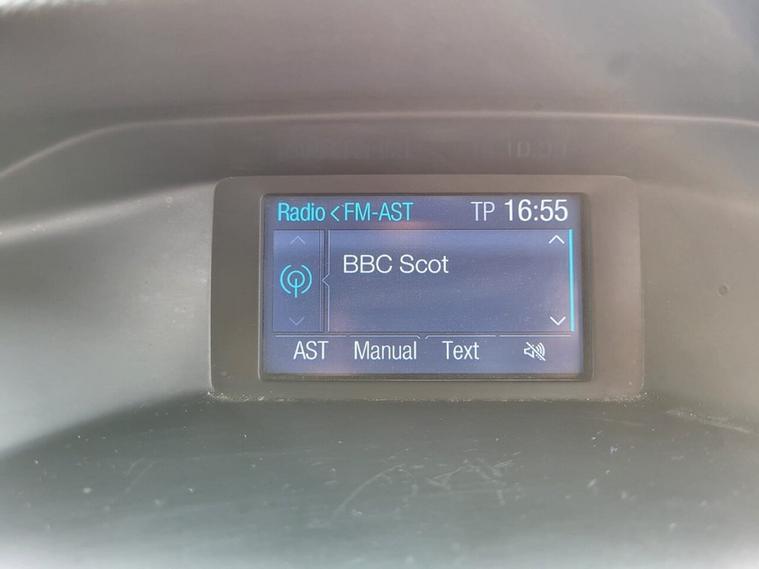 Radio < FM-AST TP 16:55
BBC Scot
AST Manual Text